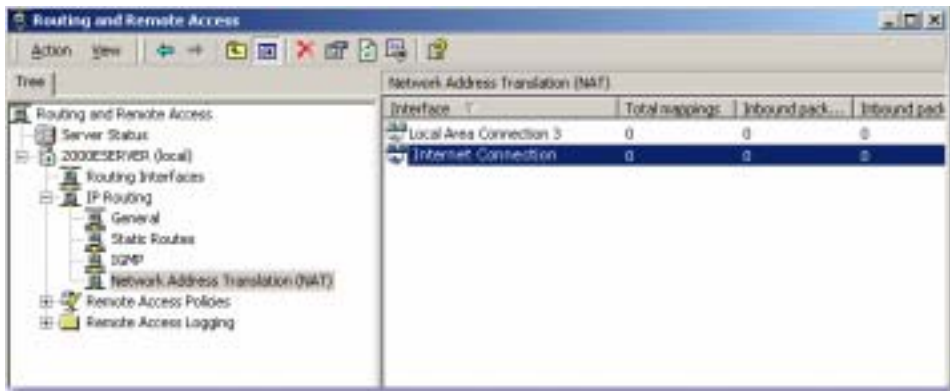 Routing and Remote Access
Action View
Tree
Network Address Translation (NAT)
Routing and Remote Access
Server Status
2000ESERVER (local)
Routing Interfaces
IP Routing
General
Static Routes
IGMP
Network Address Translation (NAT)
Remote Access Policies
Remote Access Logging
Interface Total mappings Inbound pack... Inbound pack
Local Area Connection 3 0 0 0
Internet Connection 0 0 0